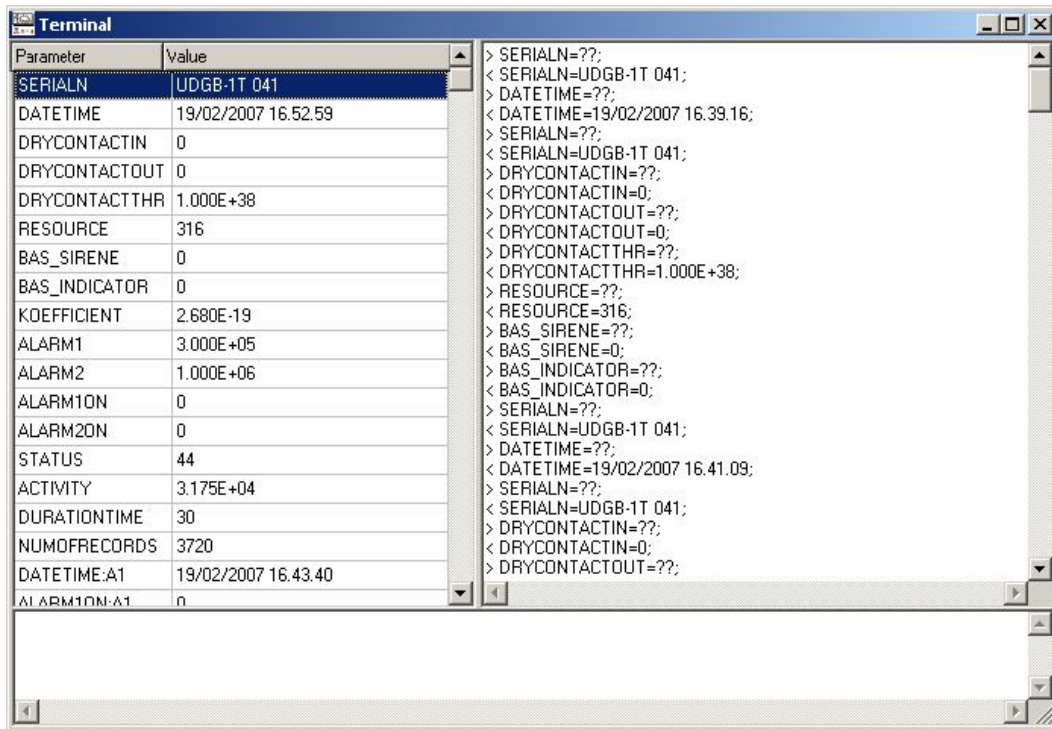 Terminal
Parameter Value
SERIALN UDGB-1T 041
DATETIME 19/02/2007 16.52.59
DRYCONTACTIN 0
DRYCONTACTOUT 0
DRYCONTACTTHR 1.000E+38
RESOURCE 316
BAS_SIRENE 0
BAS_INDICATOR 0
KOEFFICIENT 2.680E-19
ALARM1 3.000E+05
ALARM2 1.000E+06
ALARM1ON 0
ALARM2ON 0
STATUS 44
ACTIVITY 3.175E+04
DURATIONTIME 30
NUMOFRECORDS 3720
DATETIME:A1 19/02/2007 16.43.40
ALARM1ON:A1 0
> SERIALN=??;
< SERIALN=UDGB-1T 041;
> DATETIME=??;
< DATETIME=19/02/2007 16.39.16;
> SERIALN=??;
< SERIALN=UDGB-1T 041;
> DRYCONTACTIN=??;
< DRYCONTACTIN=0;
> DRYCONTACTOUT=??;
< DRYCONTACTOUT=0;
> DRYCONTACTTHR=??;
< DRYCONTACTTHR=1.000E+38;
> RESOURCE=??;
< RESOURCE=316;
> BAS_SIRENE=??;
< BAS_SIRENE=0;
> BAS_INDICATOR=??;
< BAS_INDICATOR=0;
> SERIALN=??;
< SERIALN=UDGB-1T 041;
> DATETIME=??;
< DATETIME=19/02/2007 16.41.09;
> SERIALN=??;
< SERIALN=UDGB-1T 041;
> DRYCONTACTIN=??;
< DRYCONTACTIN=0;
> DRYCONTACTOUT=??;